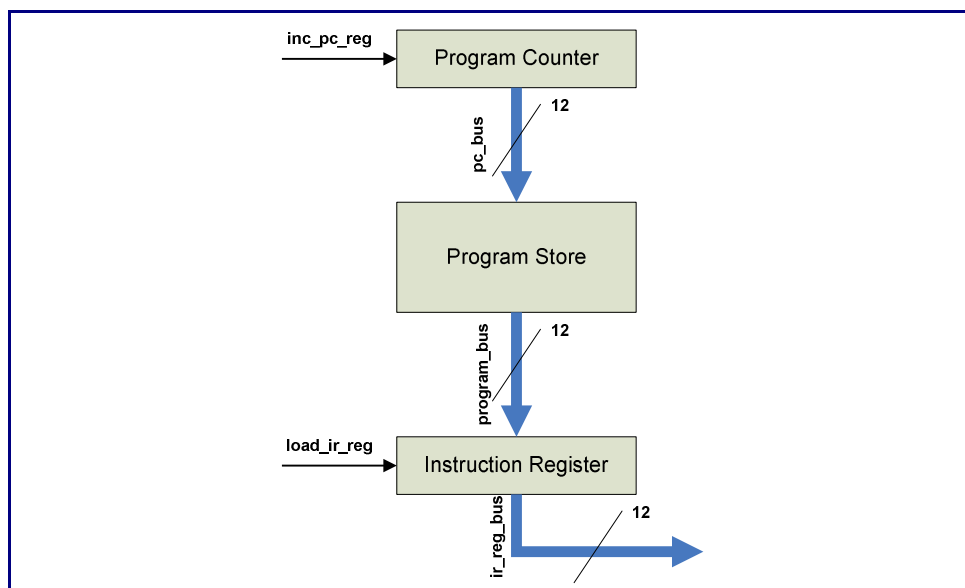 inc_pc_reg
Program Counter
12
pc_bus
Program Store
12
program_bus
load_ir_reg
Instruction Register
ir_reg_bus
12